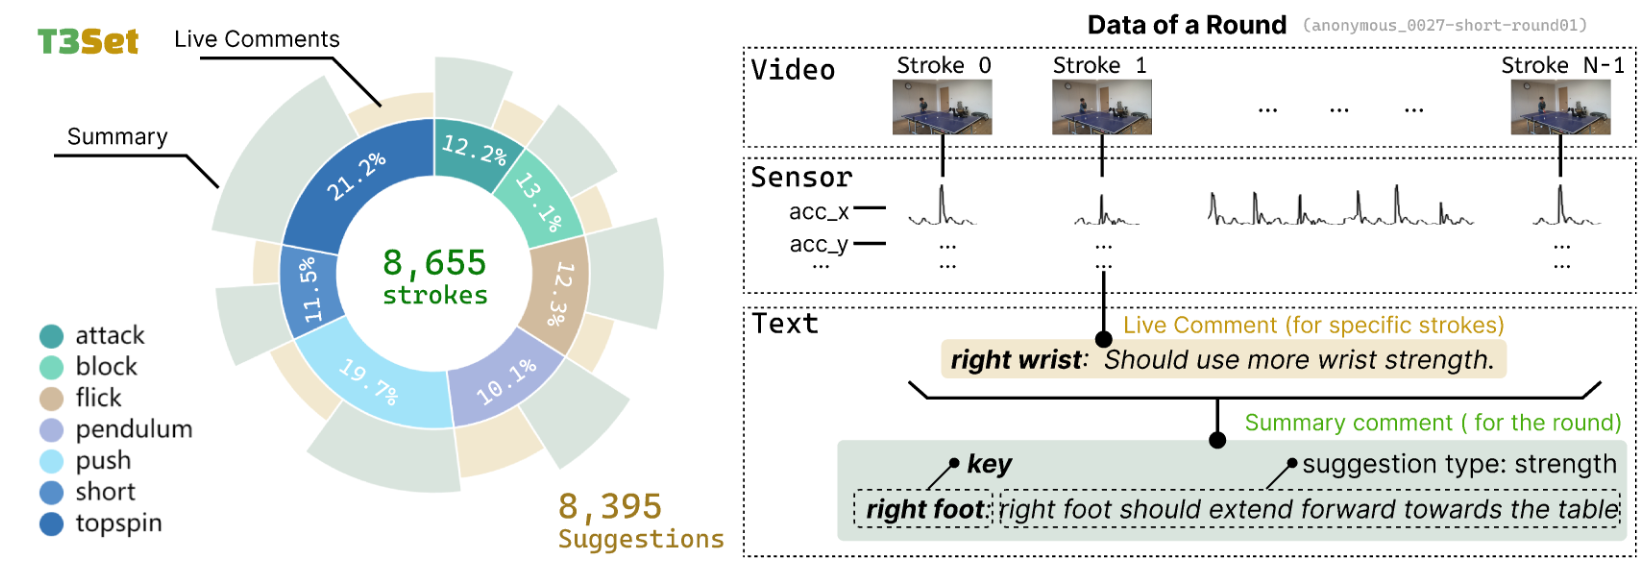 T3Set
Live Comments
Summary
12.2%
13.1%
12.3%
10.1%
19.7%
11.5%
21.2%
8,655
strokes
attack
block
flick
pendulum
push
short
topspin
8,395
Suggestions
Data of a Round (anonymous_0027-short-round01)
Video
Stroke 0
Stroke 1
Stroke N-1
... ... ...
Sensor
acc_x
acc_y
... ... ...
... ... ... ...
Text
Live Comment (for specific strokes)
right wrist: Should use more wrist strength.
Summary comment ( for the round)
key
suggestion type: strength
right foot: right foot should extend forward towards the table